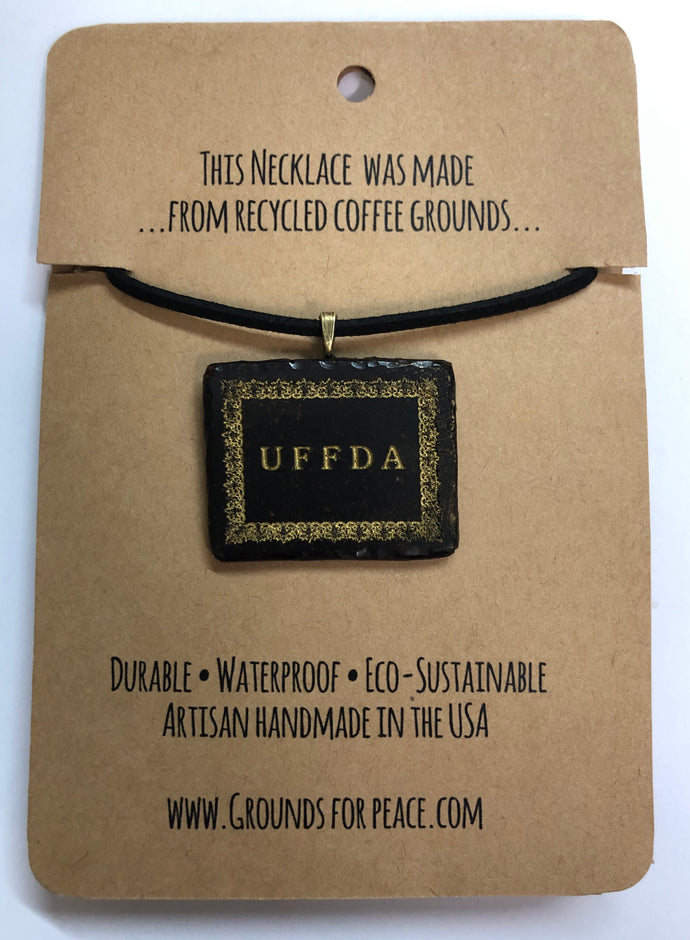 This Necklace was made
...from recycled coffee grounds...
UFFDA
Durable • Waterproof • Eco-Sustainable
Artisan handmade in the USA
www.Grounds for peace.com